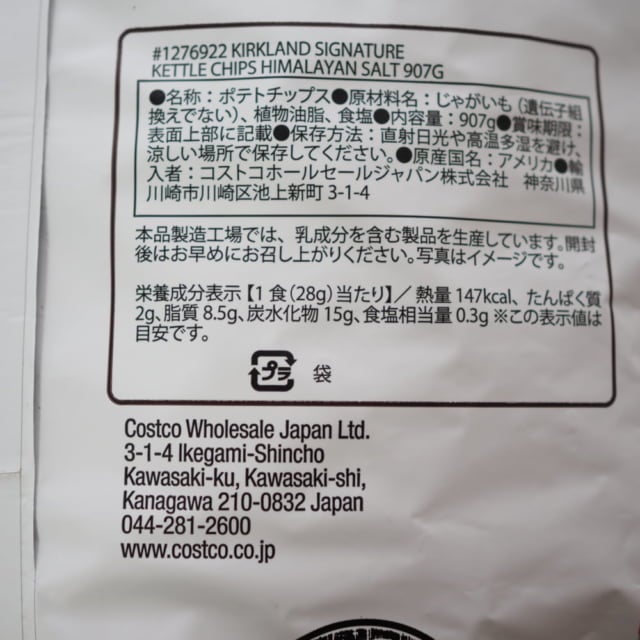 #1276922 KIRKLAND SIGNATURE
KETTLE CHIPS HIMALAYAN SALT 907G
●名称：ポテトチップス●原材料名：じゃがいも（遺伝子組
換えでない）、植物油脂、食塩●内容量：907g●賞味期限：
表面上部に記載●保存方法：直射日光や高温多湿を避け、
涼しい場所で保存してください。●原産国名：アメリカ●輸
入者：コストコホールセールジャパン株式会社　神奈川県
川崎市川崎区池上新町 3-1-4
本品製造工場では、乳成分を含む製品を生産しています。開封
後はお早めにお召し上がりください。写真はイメージです。
栄養成分表示【1 食（28g）当たり】／ 熱量 147kcal、たんぱく質
2g、脂質 8.5g、炭水化物 15g、食塩相当量 0.3g ※この表示値は
目安です。
プラ 袋
Costco Wholesale Japan Ltd.
3-1-4 Ikegami-Shincho
Kawasaki-ku, Kawasaki-shi,
Kanagawa 210-0832 Japan
044-281-2600
www.costco.co.jp